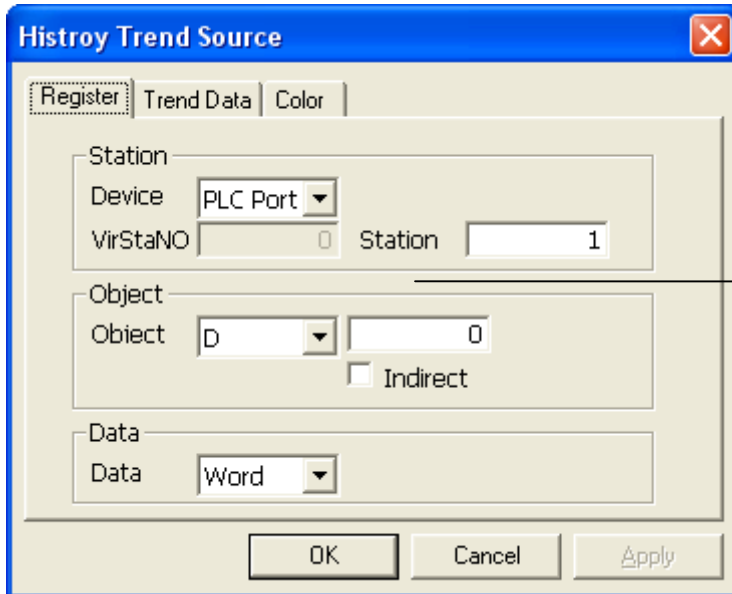 Histroy Trend Source
Register Trend Data Color
Station
Device PLC Port
VirStaNO 0 Station 1
Object
Object D 0
Indirect
Data
Data Word
OK Cancel Apply